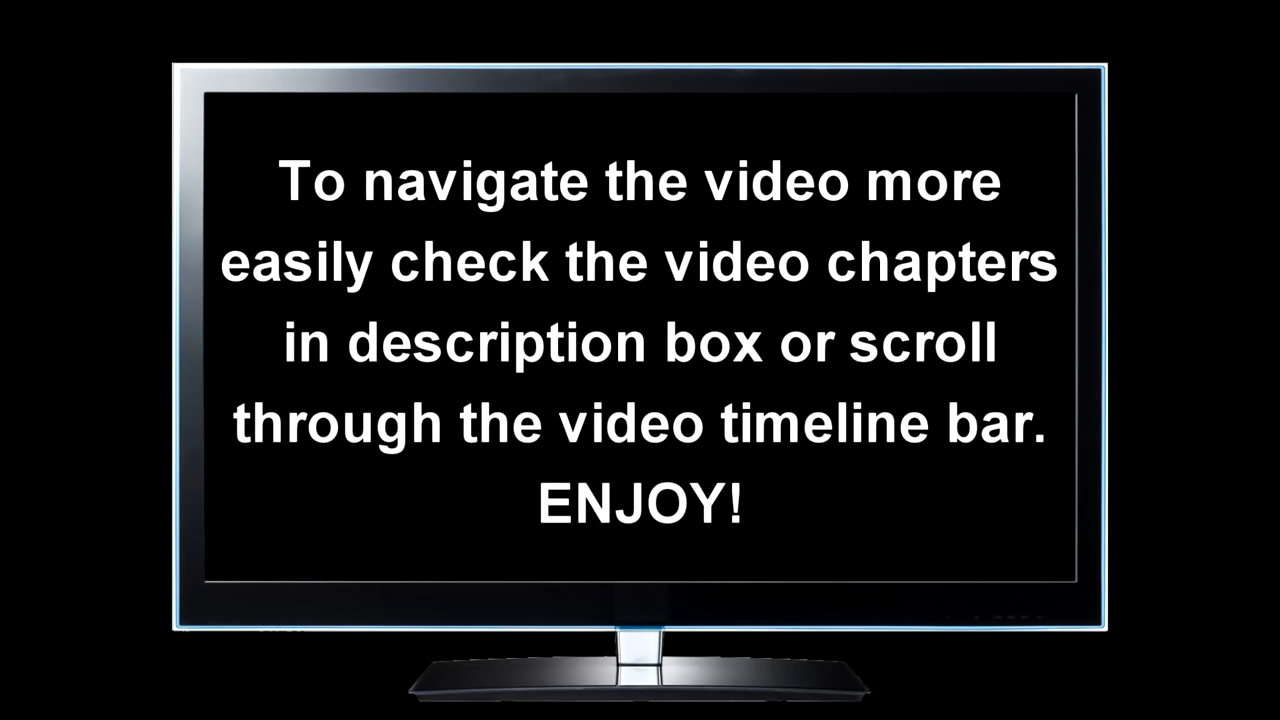 To navigate the video more
easily check the video chapters
in description box or scroll
through the video timeline bar.
ENJOY!